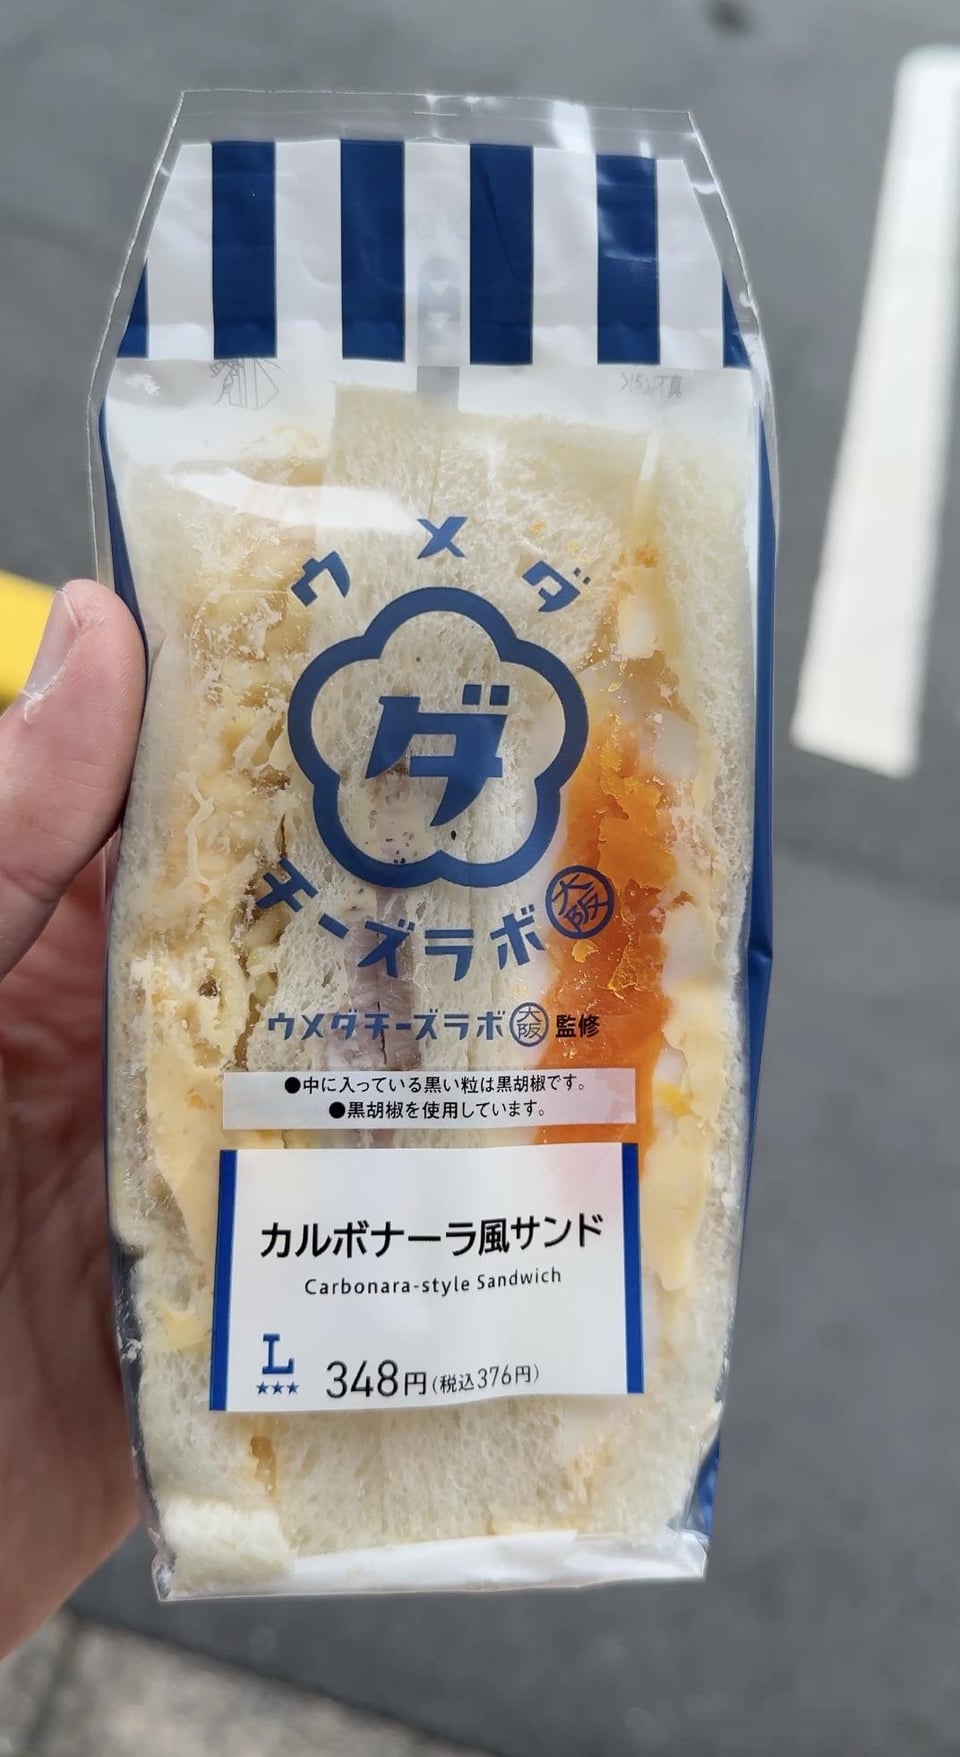 ウメダ
ダ
チーズラボ大阪
ウメダチーズラボ大阪監修
●中に入っている黒い粒は黒胡椒です。
●黒胡椒を使用しています。
カルボナーラ風サンド
Carbonara-style Sandwich
L
★★★
348円(税込376円)